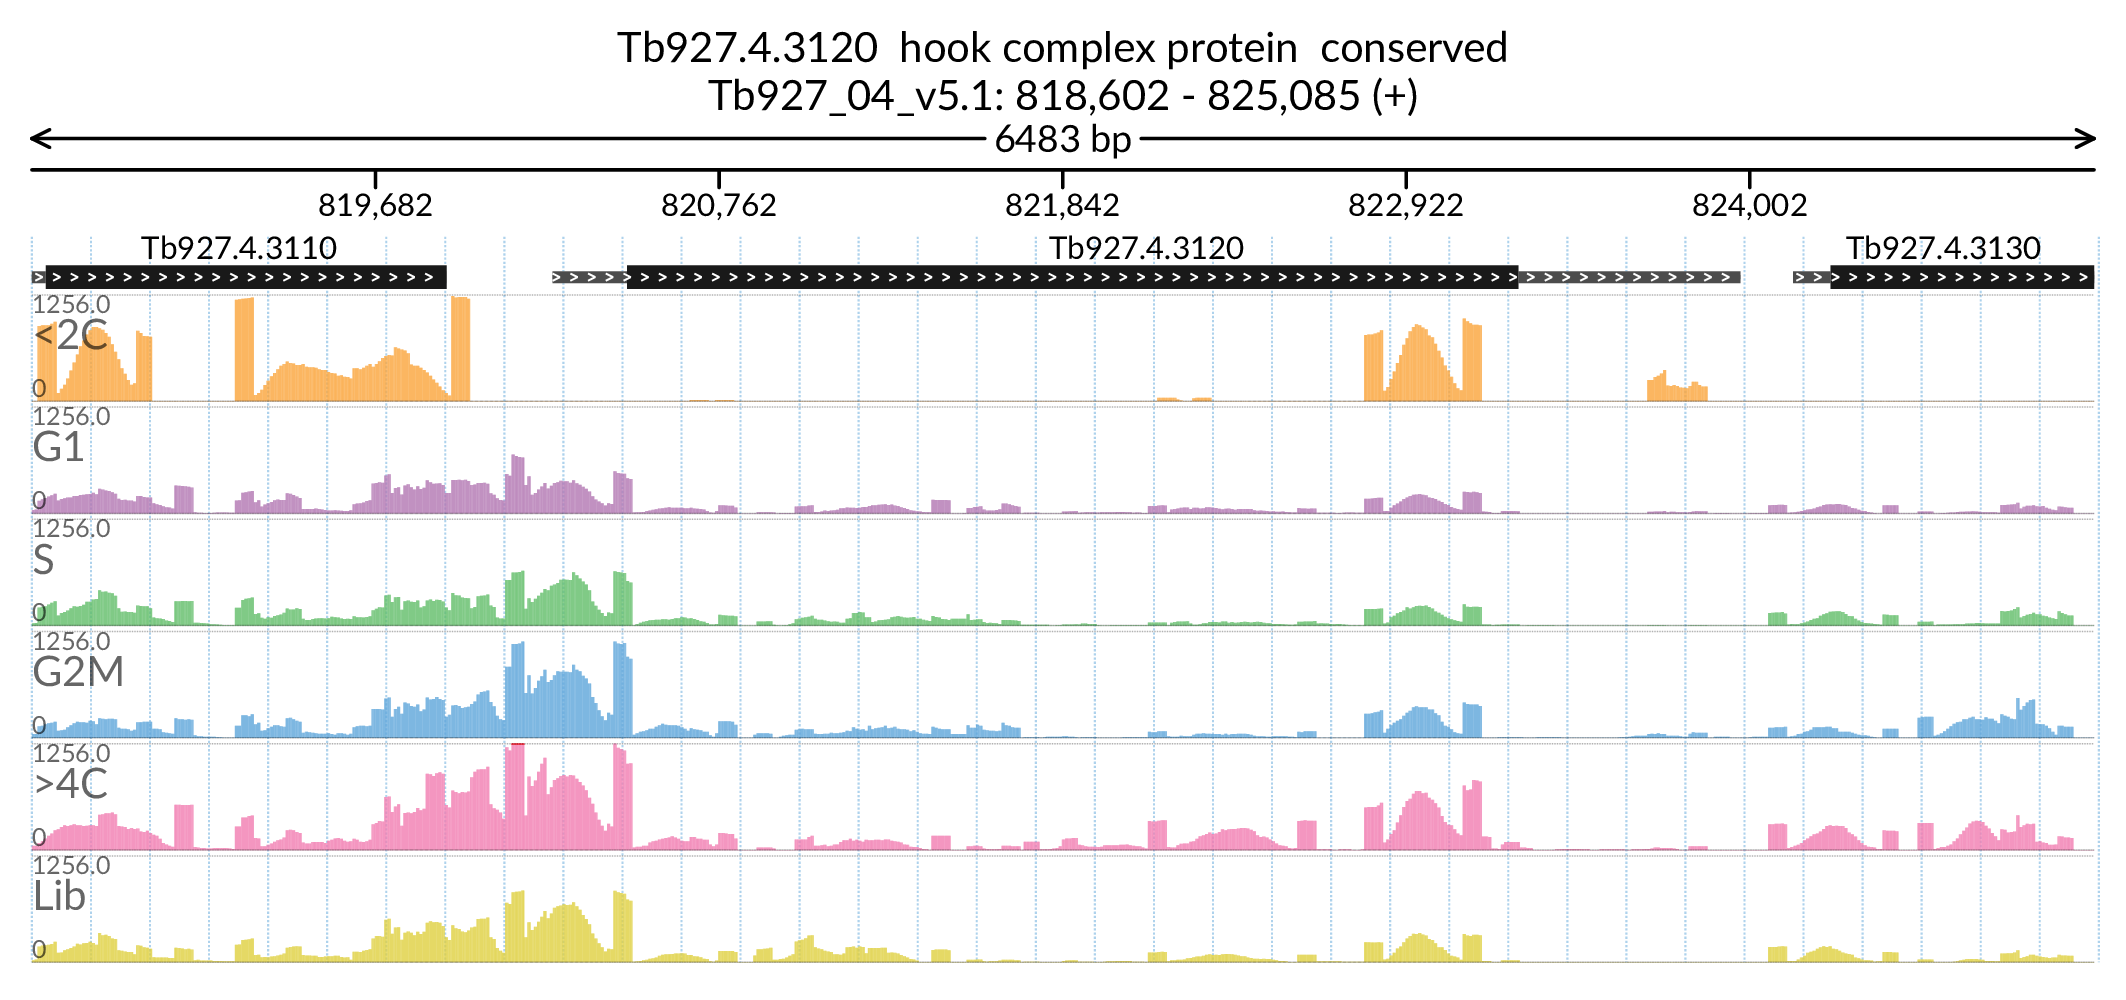 Tb927.4.3120  hook complex protein  conserved
Tb927_04_v5.1: 818,602 - 825,085 (+)
6483 bp
819,682 820,762 821,842 822,922 824,002
Tb927.4.3110 Tb927.4.3120 Tb927.4.3130
1256.0
<2C
0
1256.0
G1
0
1256.0
S
0
1256.0
G2M
0
1256.0
>4C
0
1256.0
Lib
0